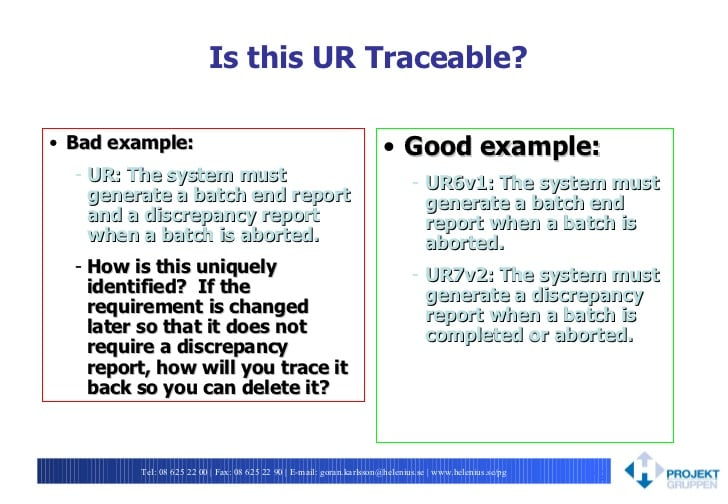 Is this UR Traceable?
• Bad example:
- UR: The system must
generate a batch end report
and a discrepancy report
when a batch is aborted.
- How is this uniquely
identified? If the
requirement is changed
later so that it does not
require a discrepancy
report, how will you trace it
back so you can delete it?
• Good example:
- UR6v1: The system must
generate a batch end
report when a batch is
aborted.
- UR7v2: The system must
generate a discrepancy
report when a batch is
completed or aborted.
Tel: 08 625 22 00 | Fax: 08 625 22 90 | E-mail: goran.karlsson@helenius.se | www.helenius.se/pg
PROJEKT
GRUPPEN